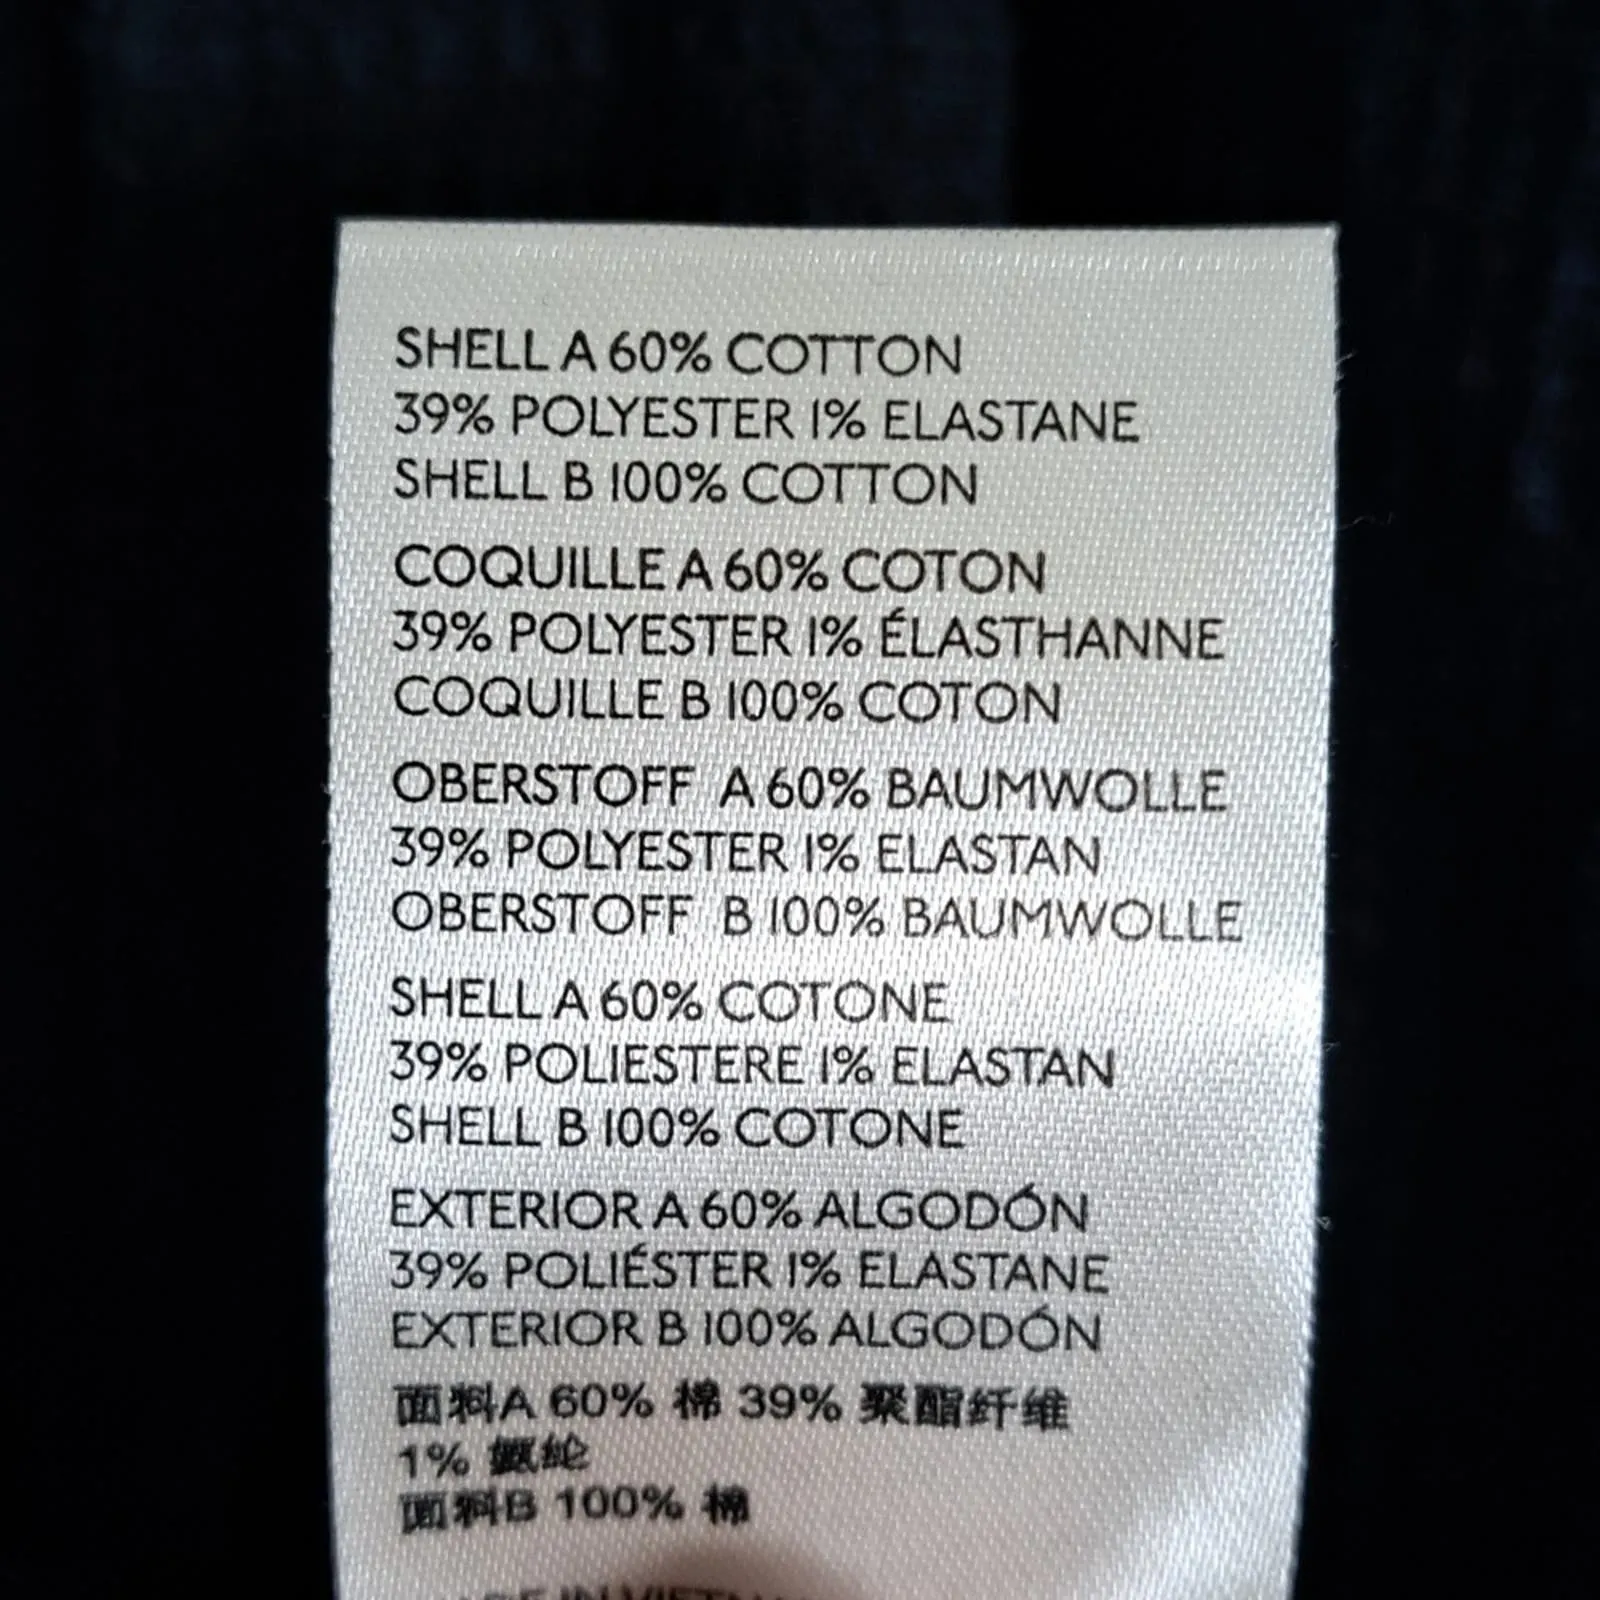 SHELL A 60% COTTON
39% POLYESTER 1% ELASTANE
SHELL B 100% COTTON
COQUILLE A 60% COTON
39% POLYESTER 1% ÉLASTHANNE
COQUILLE B 100% COTON
OBERSTOFF A 60% BAUMWOLLE
39% POLYESTER 1% ELASTAN
OBERSTOFF B 100% BAUMWOLLE
SHELL A 60% COTONE
39% POLIESTERE 1% ELASTAN
SHELL B 100% COTONE
EXTERIOR A 60% ALGODÓN
39% POLIÉSTER 1% ELASTANE
EXTERIOR B 100% ALGODÓN
面料A 60% 棉 39% 聚酯纤维
1% 氨纶
面料B 100% 棉
IN